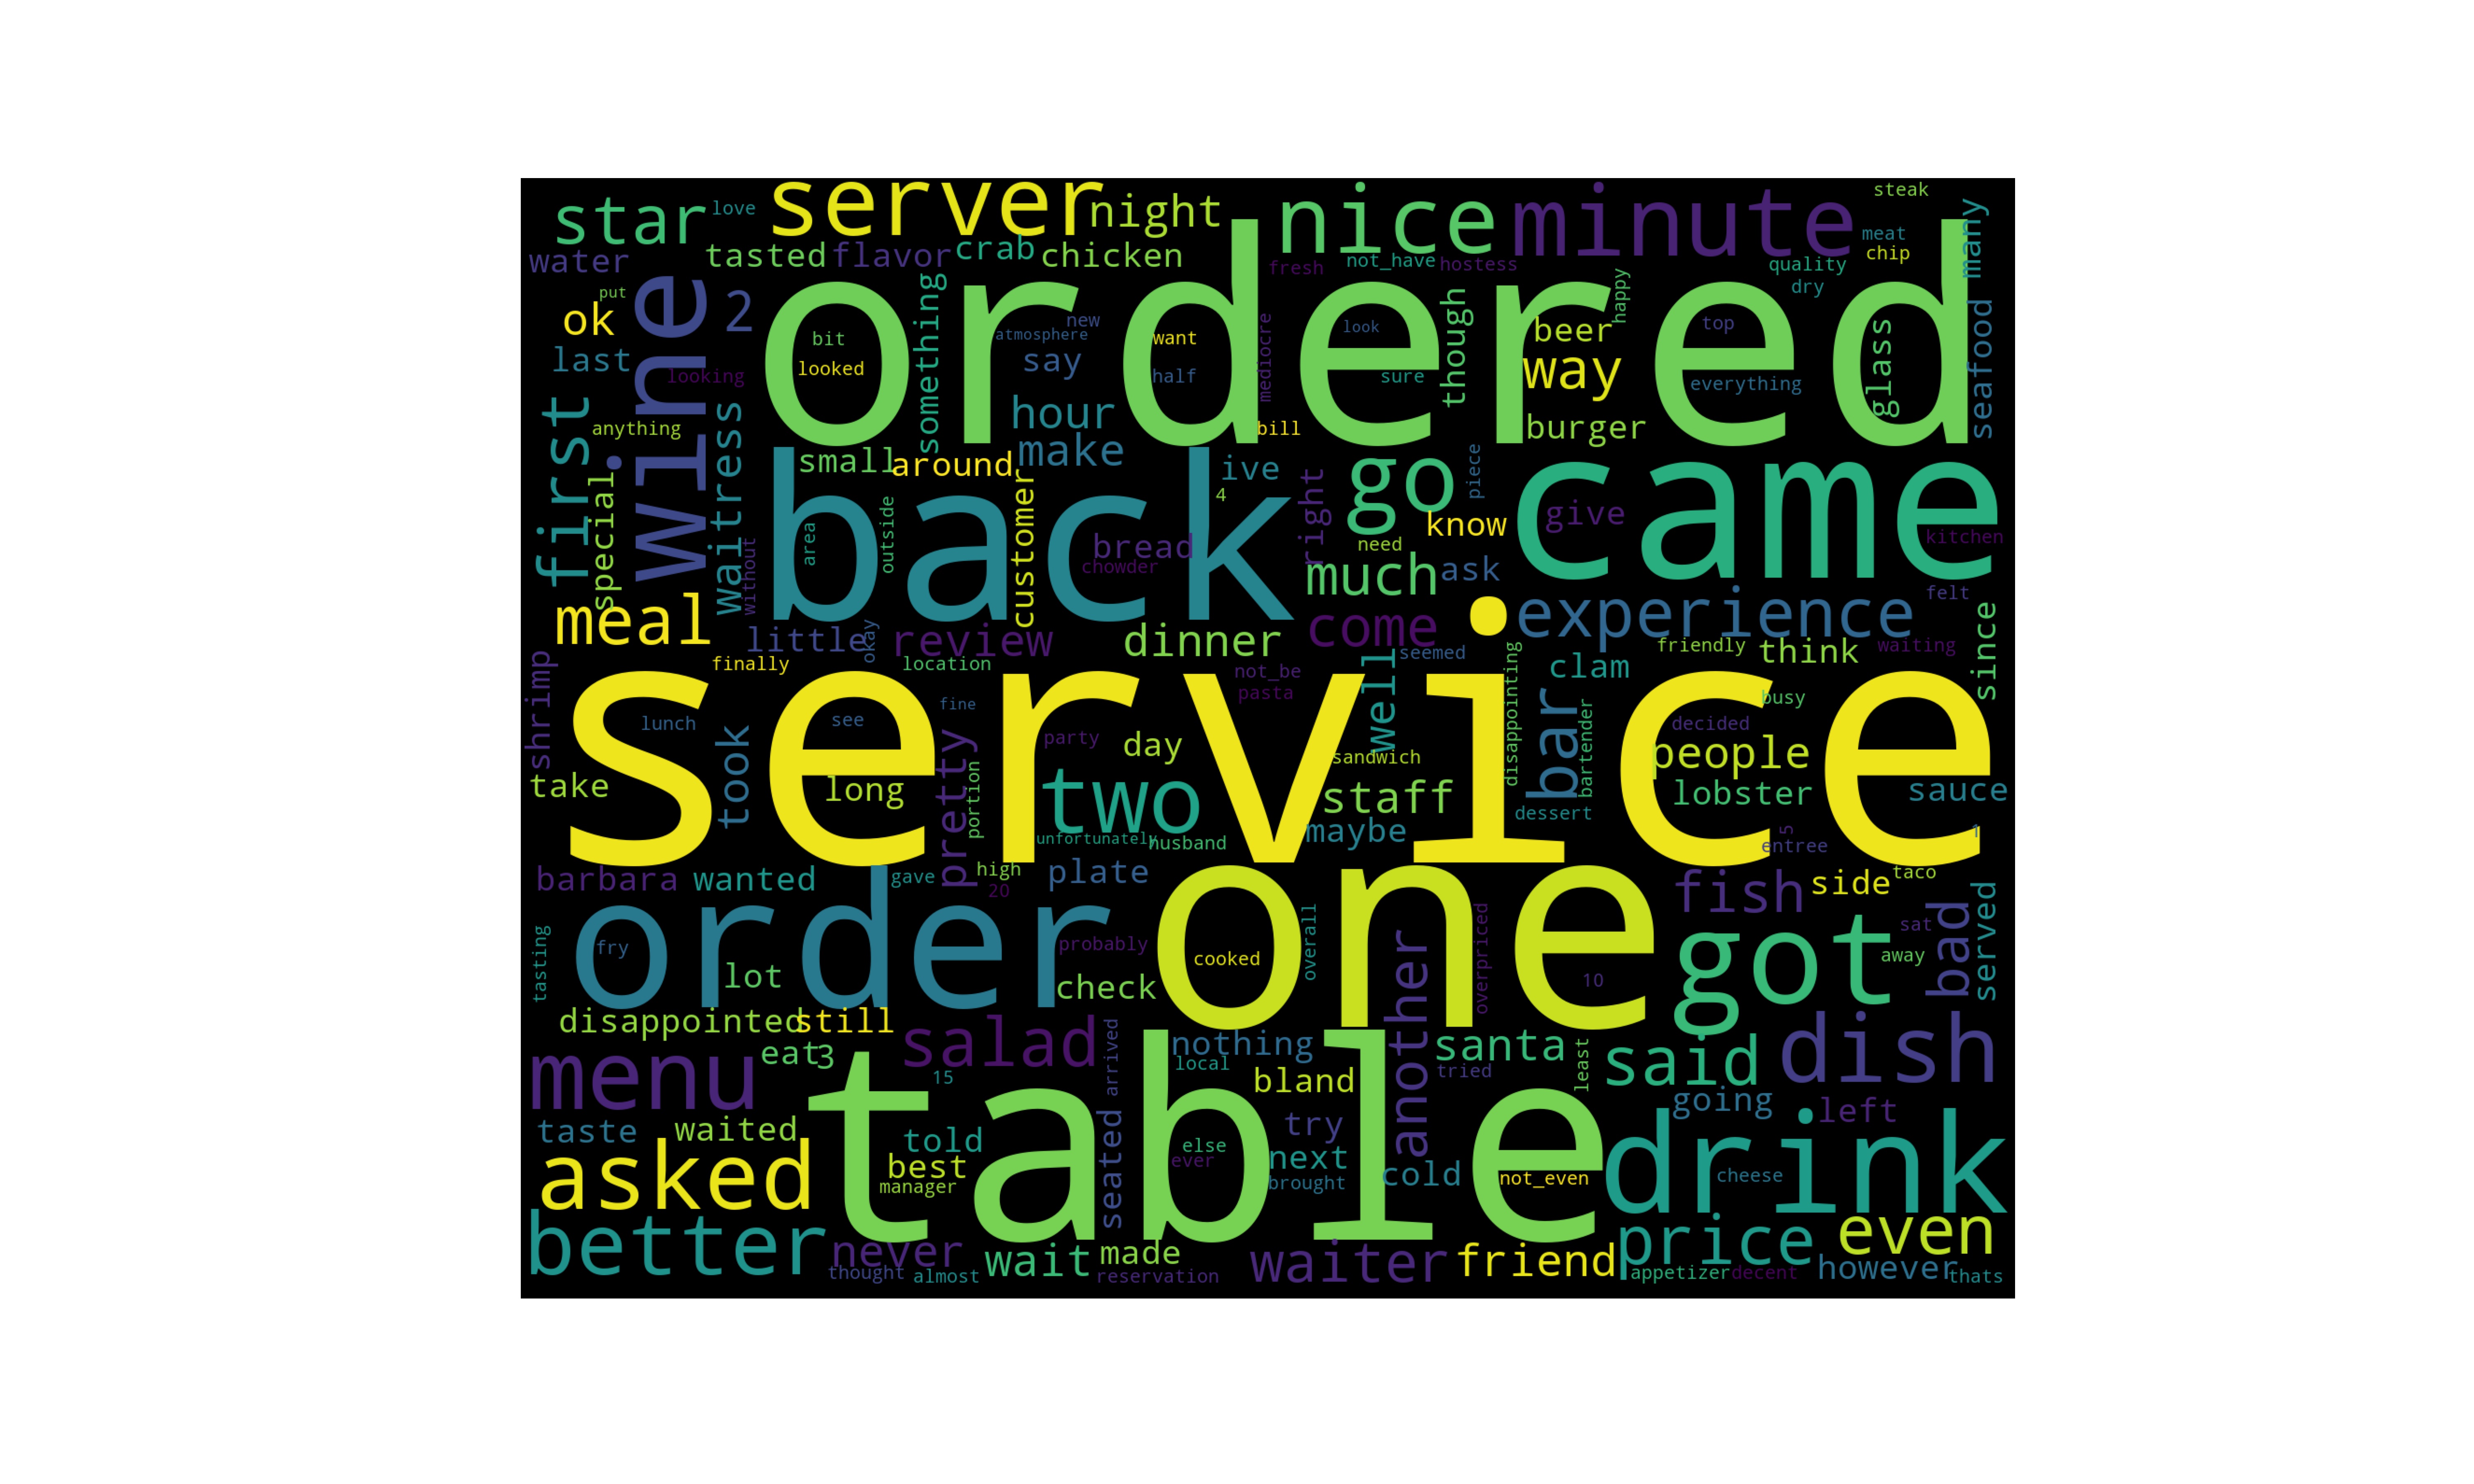 star
love
server
night
nice
minute
steak
water
tasted
flavor
crab
chicken
fresh
not_have
hostess
quality
meat
chip
many
put
ok
wine
2
something
ordered
bit
looked
atmosphere
new
say
want
half
mediocre
look
sure
though
beer
way
happy
top
dry
everything
glass
seafood
last
looking
waitress
hour
make
bill
burger
first
anything
special
small
around
customer
ive
4
right
go
piece
know
came
give
kitchen
back
area
outside
bread
chowder
need
much
ask
without
meal
little
okay
review
dinner
come
experience
felt
since
finally
location
not_be
pasta
well
seemed
disappointing
clam
friendly
think
waiting
shrimp
service
lunch
see
fine
party
day
sandwich
bar
bartender
decided
busy
people
take
took
long
pretty
portion
two
staff
maybe
dessert
lobster
sauce
unfortunately
husband
5
entree
1
barbara
wanted
gave
high
20
plate
one
fish
side
taco
tasting
order
fry
probably
cooked
overall
another
overpriced
10
got
sat
away
bad
served
lot
check
disappointed
still
salad
arrived
nothing
santa
least
said
dish
menu
eat
3
15
local
bland
tried
going
left
taste
waited
told
table
seated
else
ever
try
next
brought
cold
not_even
drink
cheese
asked
best
manager
better
never
thought
almost
wait
made
reservation
waiter
friend
price
appetizer
decent
even
however
thats